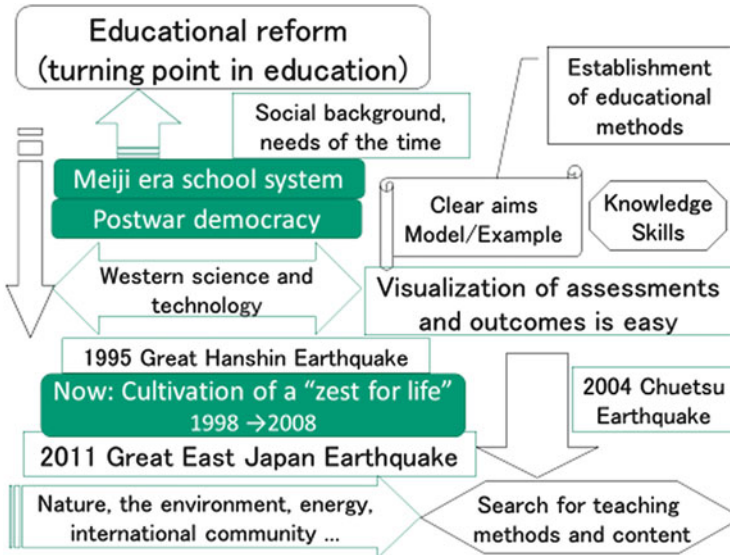 Educational reform
(turning point in education)
Establishment
of educational
methods
Social background,
needs of the time
Meiji era school system
Postwar democracy
Clear aims
Model/Example
Knowledge
Skills
Western science and
technology
Visualization of assessments
and outcomes is easy
1995 Great Hanshin Earthquake
Now: Cultivation of a “zest for life”
1998 →2008
2004 Chuetsu
Earthquake
2011 Great East Japan Earthquake
Nature, the environment, energy,
international community ...
Search for teaching
methods and content